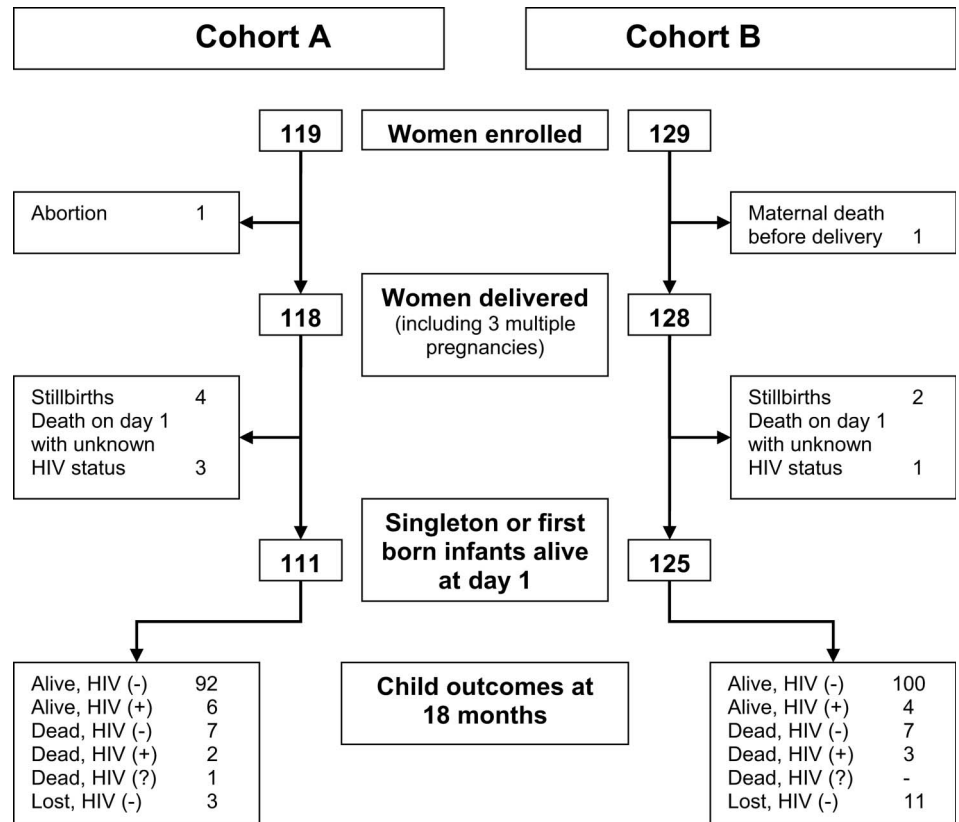 Cohort A
Cohort B
119
Women enrolled
129
Abortion 1
Maternal death
before delivery 1
118
Women delivered
(including 3 multiple
pregnancies)
128
Stillbirths 4
Death on day 1
with unknown
HIV status 3
Stillbirths 2
Death on day 1
with unknown
HIV status 1
111
Singleton or first
born infants alive
at day 1
125
Alive, HIV (-) 92
Alive, HIV (+) 6
Dead, HIV (-) 7
Dead, HIV (+) 2
Dead, HIV (?) 1
Lost, HIV (-) 3
Child outcomes at
18 months
Alive, HIV (-) 100
Alive, HIV (+) 4
Dead, HIV (-) 7
Dead, HIV (+) 3
Dead, HIV (?) -
Lost, HIV (-) 11